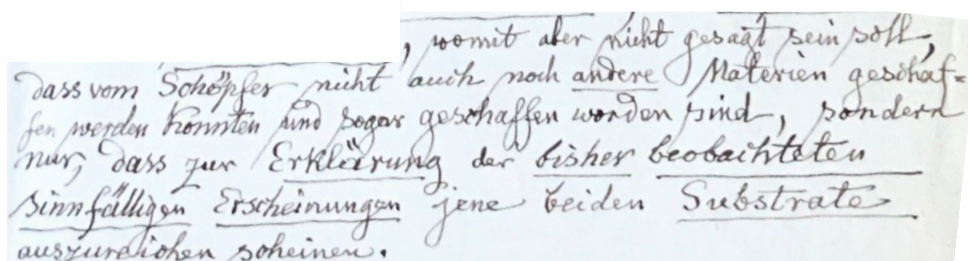 , womit aber nicht gesagt sein soll,
dass vom Schöpfer nicht auch noch andere Materien geschaf=
fen werden konnten und sogar geschaffen worden sind, sondern
nur, dass zur Erklärung der bisher beobachteten
sinnfälligen Erscheinungen jene beiden Substrate
auszureichen scheinen.